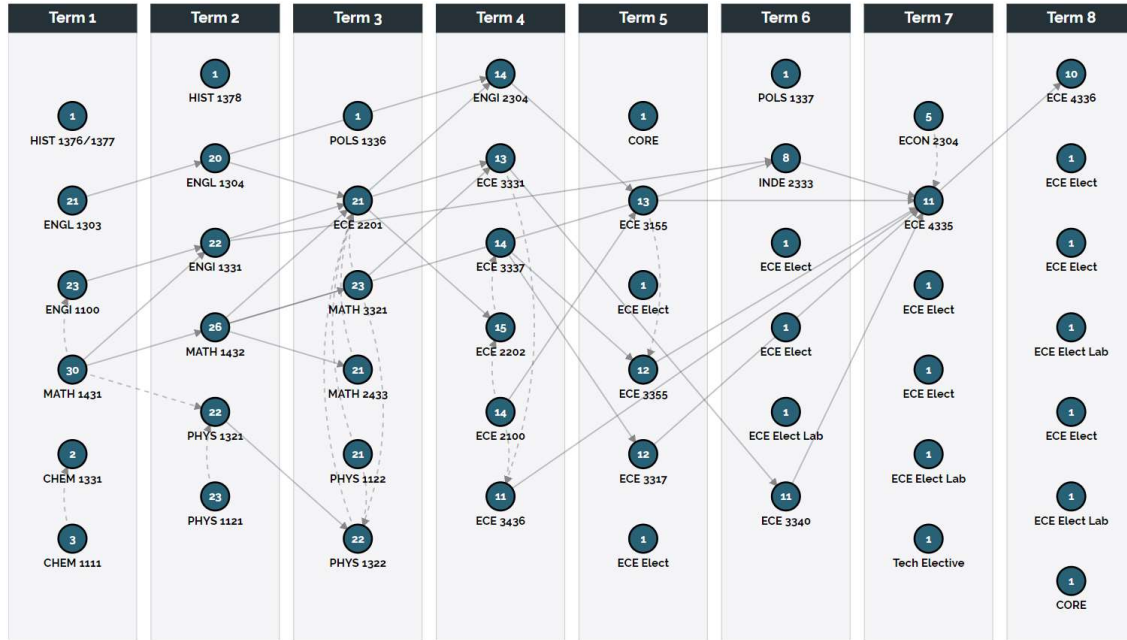 Term 1
Term 2
Term 3
Term 4
Term 5
Term 6
Term 7
Term 8
1
HIST 1376/1377
21
ENGL 1303
23
ENGI 1100
30
MATH 1431
2
CHEM 1331
3
CHEM 1111
1
HIST 1378
20
ENGL 1304
22
ENGI 1331
26
MATH 1432
22
PHYS 1321
23
PHYS 1121
1
POLS 1336
21
ECE 2201
23
MATH 3321
21
MATH 2433
21
PHYS 1122
22
PHYS 1322
14
ENGI 2304
13
ECE 3331
14
ECE 3337
15
ECE 2202
14
ECE 2100
11
ECE 3436
1
CORE
13
ECE 3155
1
ECE Elect
12
ECE 3355
12
ECE 3317
1
ECE Elect
1
POLS 1337
8
INDE 2333
1
ECE Elect
1
ECE Elect
1
ECE Elect Lab
11
ECE 3340
5
ECON 2304
11
ECE 4335
1
ECE Elect
1
ECE Elect
1
ECE Elect Lab
1
Tech Elective
10
ECE 4336
1
ECE Elect
1
ECE Elect
1
ECE Elect Lab
1
ECE Elect
1
ECE Elect Lab
1
CORE